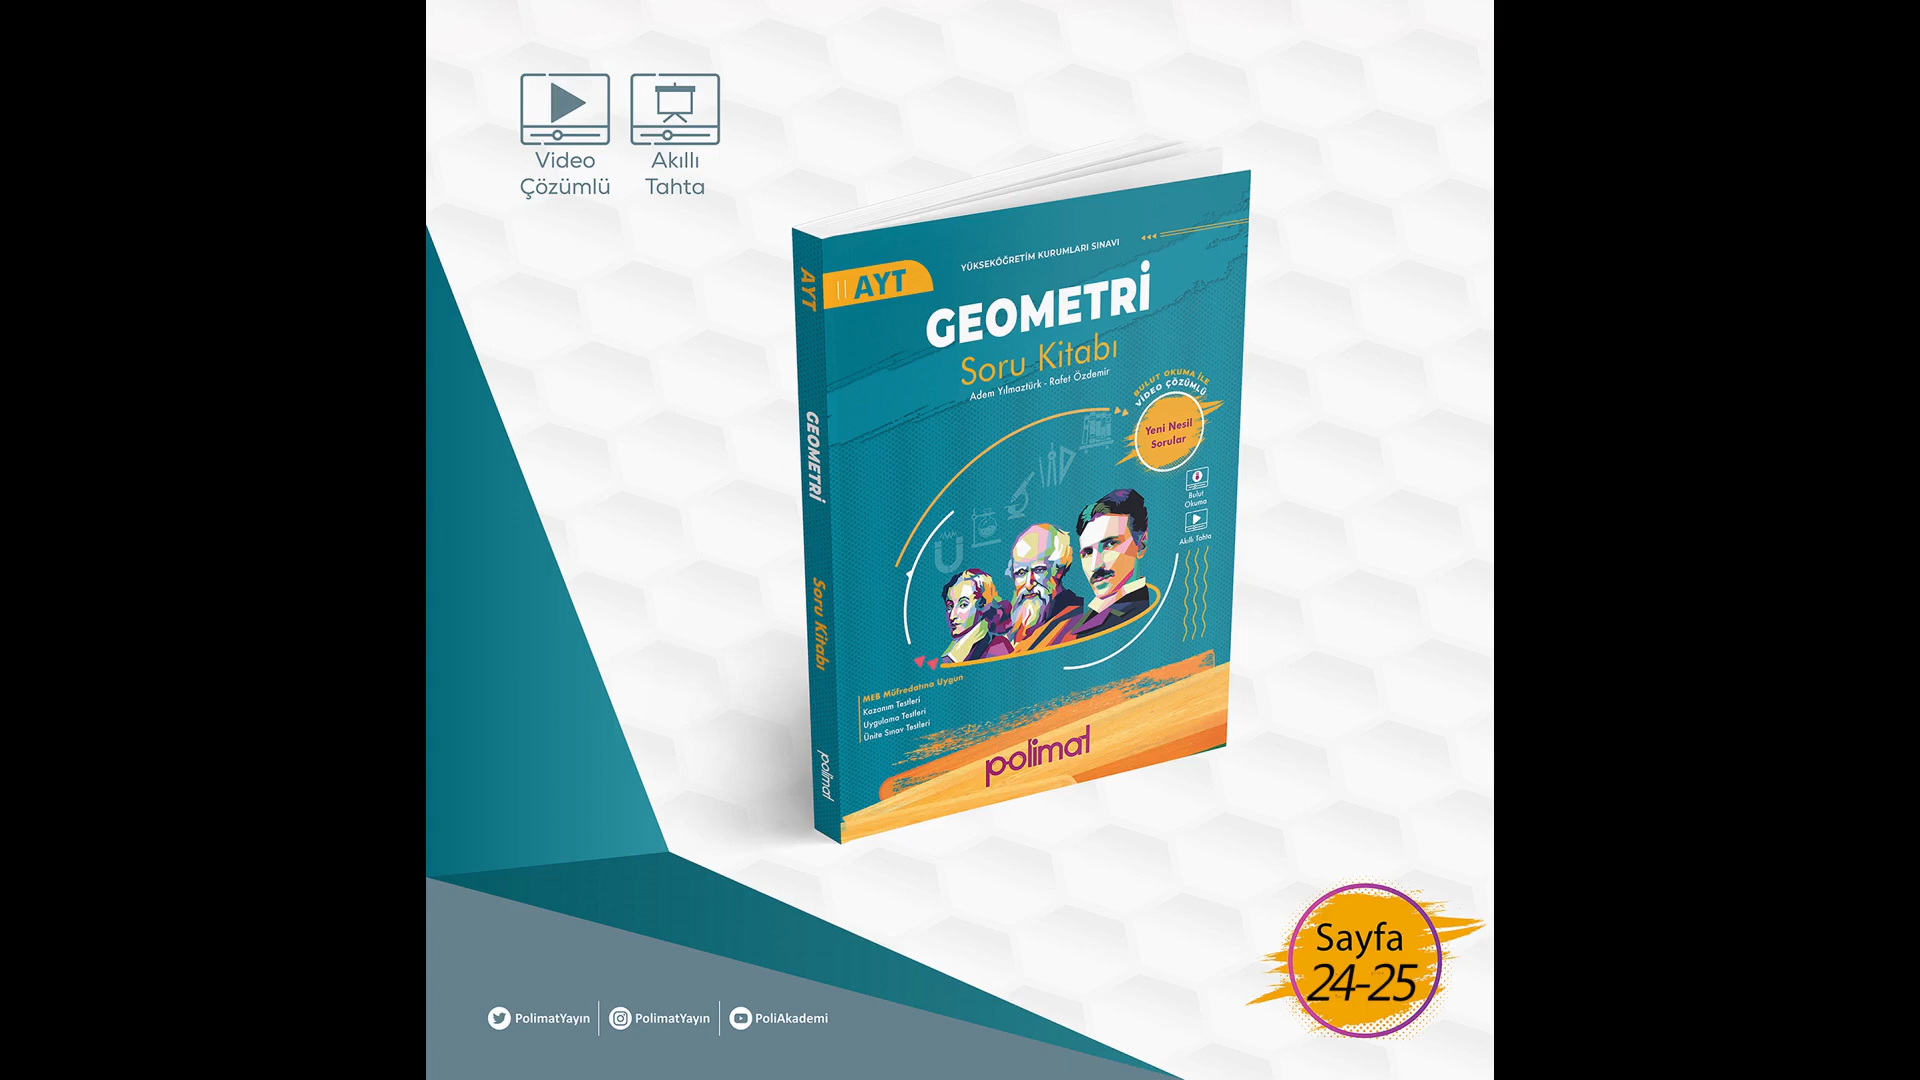 Video
Çözümlü
Akıllı
Tahta
YÜKSEKÖĞRETİM KURUMLARI SINAVI
AYT
GEOMETRİ
Soru Kitabı
Adem Yılmaztürk - Rafet Özdemir
BULUT OKUMA İLE
VİDEO ÇÖZÜMLÜ
Yeni Nesil
Sorular
Bulut
Okuma
Akıllı Tahta
MEB Müfredatına Uygun
Kazanım Testleri
Uygulama Testleri
Ünite Sınav Testleri
polimat
AYT
GEOMETRİ
Soru Kitabı
polimat
Sayfa
24-25
PolimatYayın
PolimatYayın
PoliAkademi